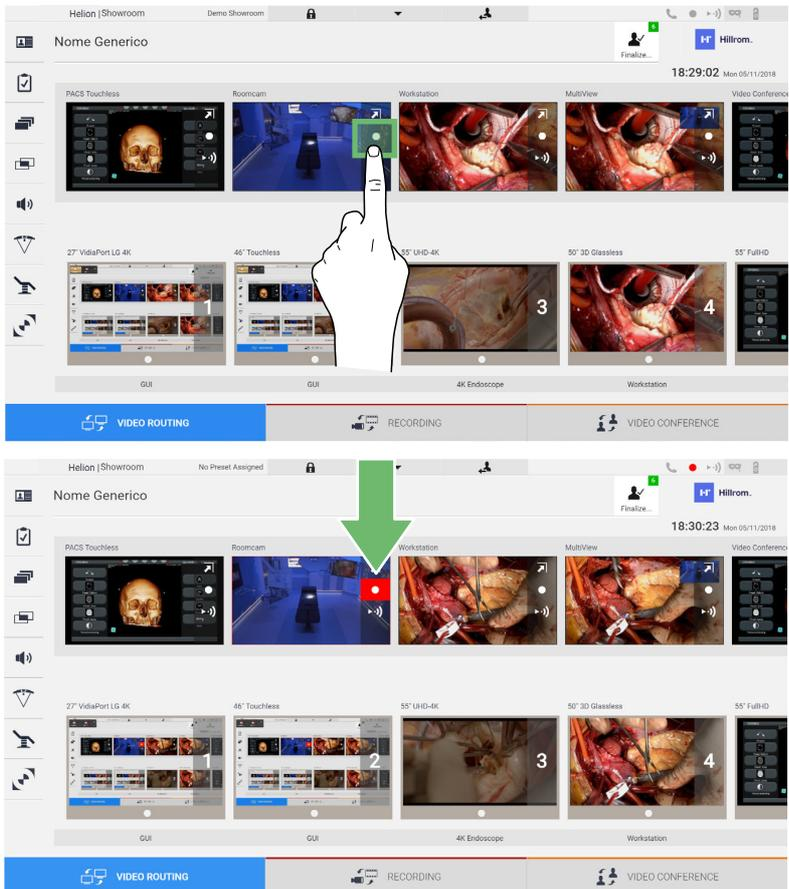 Helion | Showroom
Demo Showroom
Nome Generico
6
Finalize...
H⁺
Hillrom.
18:29:02 Mon 05/11/2018
PACS Touchless
Roomcam
Workstation
MultiView
Video Conference
27" VidiaPort LG 4K
46" Touchless
55" UHD-4K
50" 3D Glassless
55" FullHD
1
3
4
GUI
GUI
4K Endoscope
Workstation
VIDEO ROUTING
RECORDING
VIDEO CONFERENCE
Helion | Showroom
No Preset Assigned
Nome Generico
6
Finalize...
H⁺
Hillrom.
18:30:23 Mon 05/11/2018
PACS Touchless
Roomcam
Workstation
MultiView
Video Conference
27" VidiaPort LG 4K
46" Touchless
55" UHD-4K
50" 3D Glassless
55" FullHD
1
2
3
4
GUI
GUI
4K Endoscope
Workstation
VIDEO ROUTING
RECORDING
VIDEO CONFERENCE